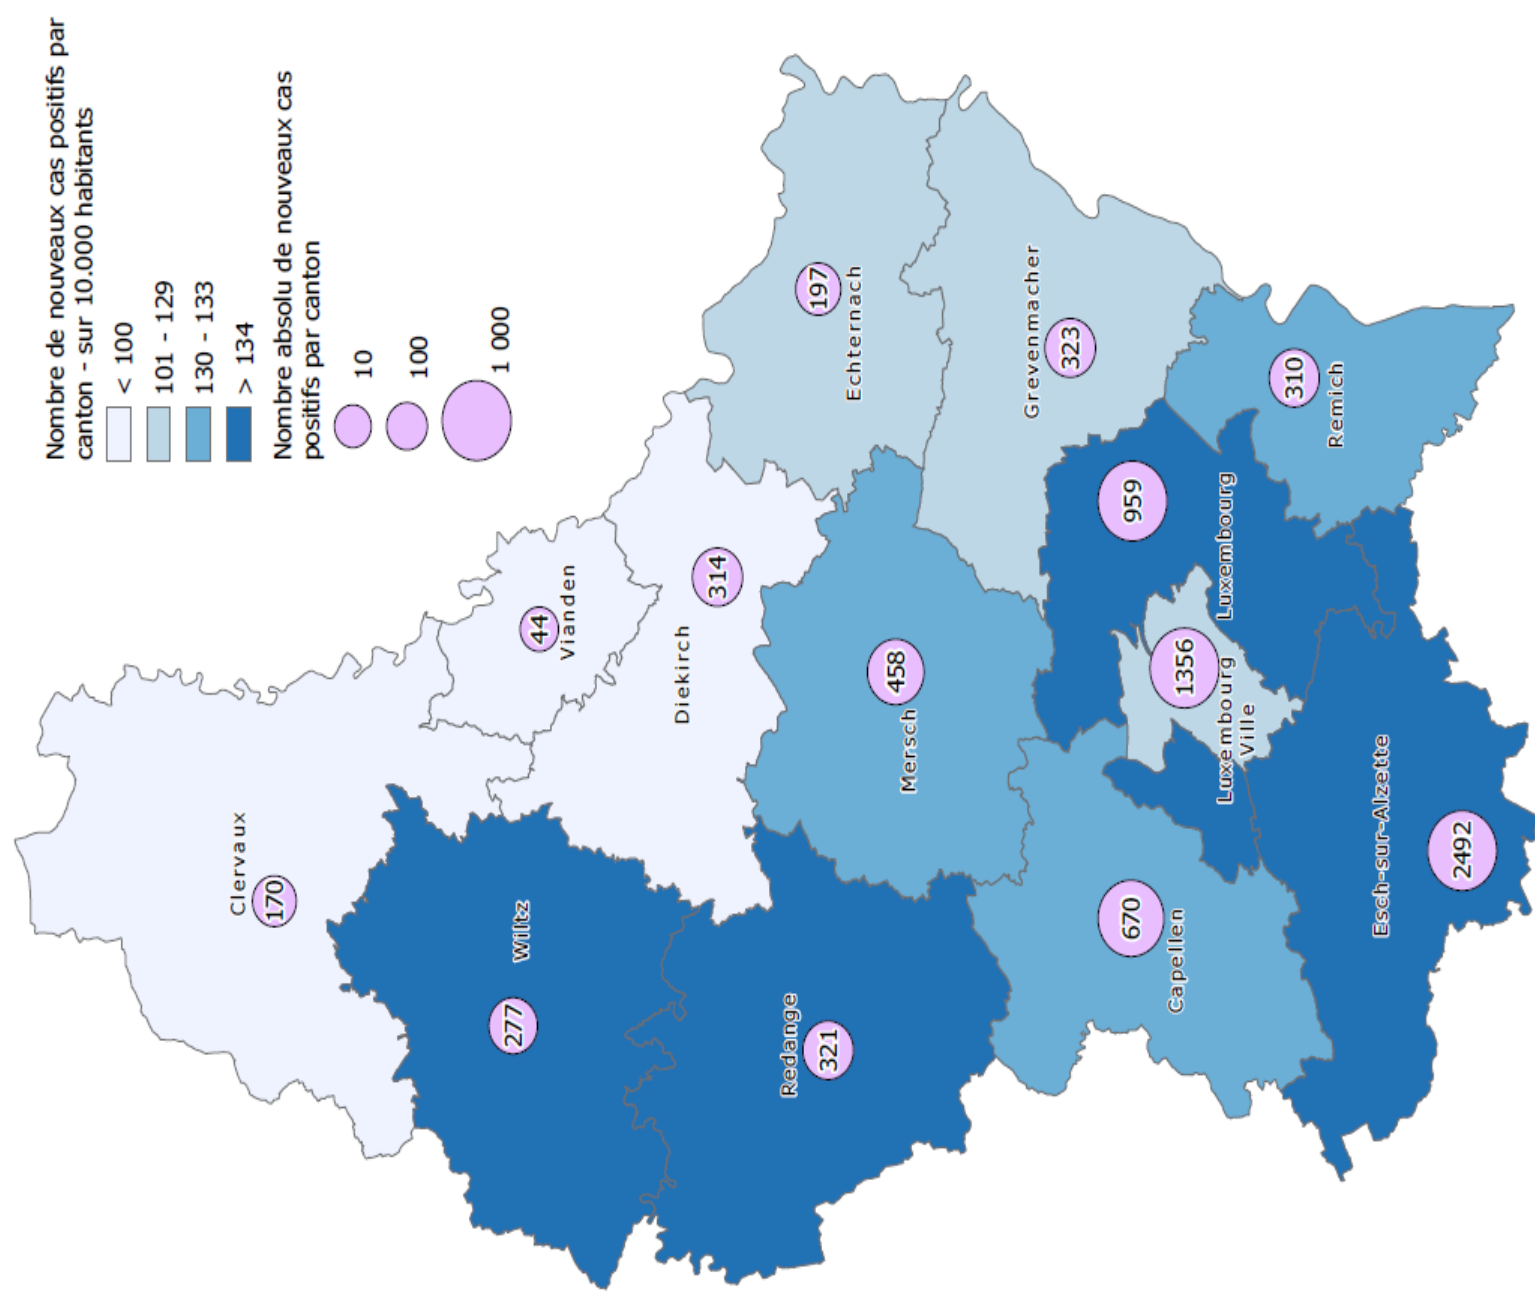 Nombre de nouveaux cas positifs par
canton - sur 10.000 habitants
< 100
101 - 129
130 - 133
> 134
Nombre absolu de nouveaux cas
positifs par canton
10
100
1 000
Clervaux
170
Vianden
44
Wiltz
277
Diekirch
314
Echternach
197
Redange
321
Mersch
458
Grevenmacher
323
Capellen
670
Luxembourg
959
Luxembourg
Ville
1356
Remich
310
Esch-sur-Alzette
2492